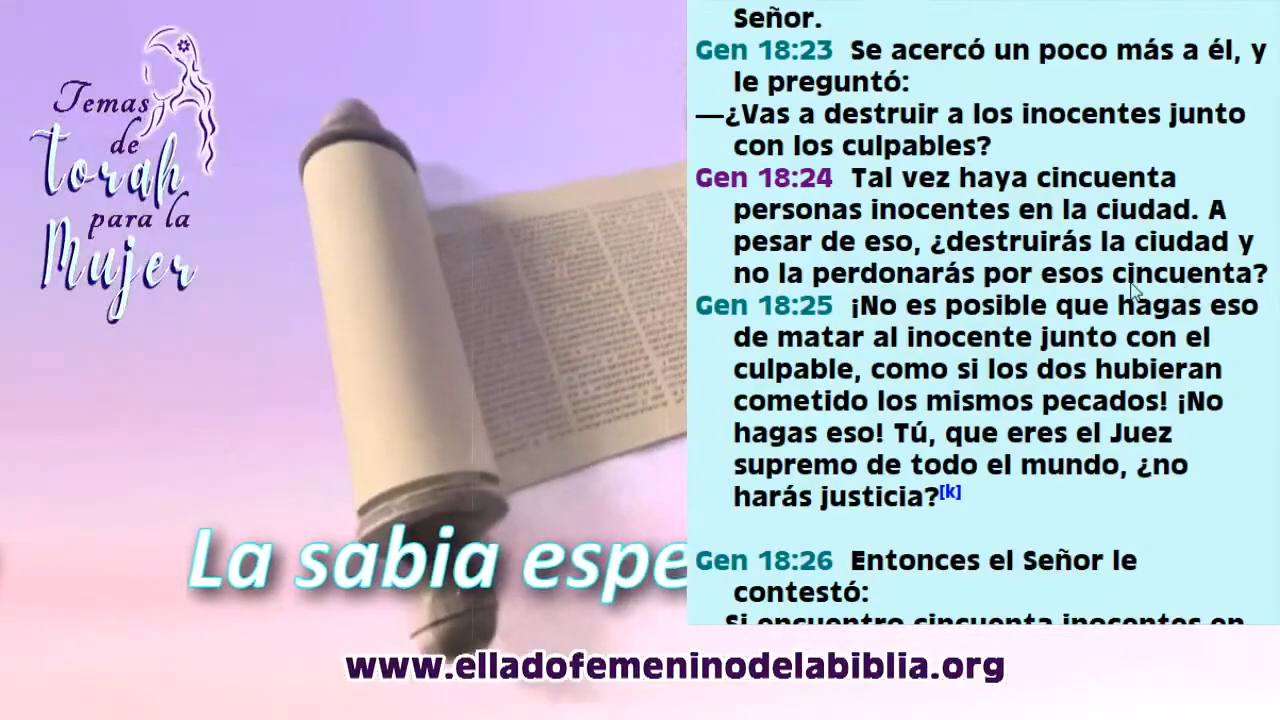 Temas
de
torah
para la
Mujer
La sabia espe
www.elladofemeninodelabiblia.org
Señor.
Gen 18:23 Se acercó un poco más a él, y
le preguntó:
—¿Vas a destruir a los inocentes junto
con los culpables?
Gen 18:24 Tal vez haya cincuenta
personas inocentes en la ciudad. A
pesar de eso, ¿destruirás la ciudad y
no la perdonarás por esos cincuenta?
Gen 18:25 ¡No es posible que hagas eso
de matar al inocente junto con el
culpable, como si los dos hubieran
cometido los mismos pecados! ¡No
hagas eso! Tú, que eres el Juez
supremo de todo el mundo, ¿no
harás justicia?[k]
Gen 18:26 Entonces el Señor le
contestó:
Si encuentro cincuenta inocentes en